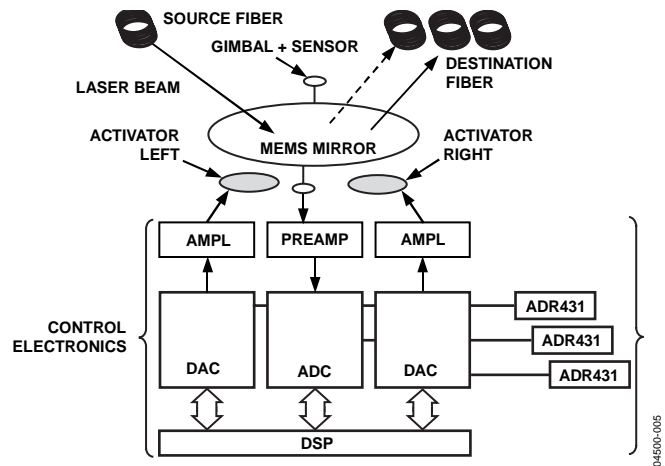 SOURCE FIBER
GIMBAL + SENSOR
LASER BEAM
DESTINATION
FIBER
MEMS MIRROR
ACTIVATOR
LEFT
ACTIVATOR
RIGHT
AMPL
PREAMP
AMPL
CONTROL
ELECTRONICS
DAC
ADC
DAC
ADR431
ADR431
ADR431
DSP
04500-005